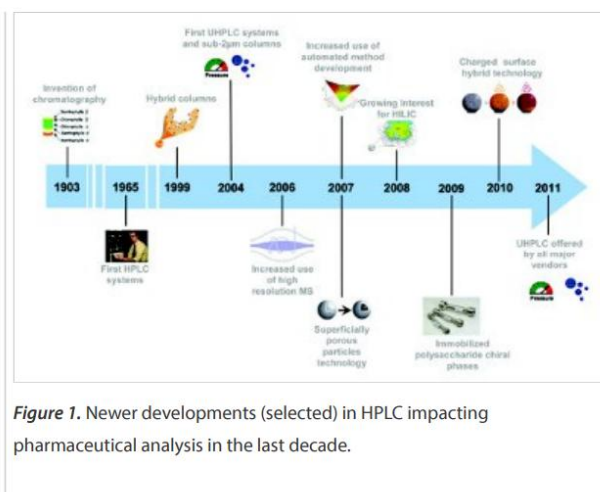 First UHPLC systems
and sub-2μm columns
Pressure
Increased use of
automated method
development
Charged surface
hybrid technology
Invention of
chromatography
Hybrid columns
Growing interest
for HILIC
1903
1965
1999
2004
2006
2007
2008
2009
2010
2011
First HPLC
systems
Increased use
of high
resolution MS
Superficially
porous
particles
technology
Immobilized
polysaccharide chiral
phases
UHPLC offered
by all major
vendors
Pressure
Figure 1. Newer developments (selected) in HPLC impacting
pharmaceutical analysis in the last decade.